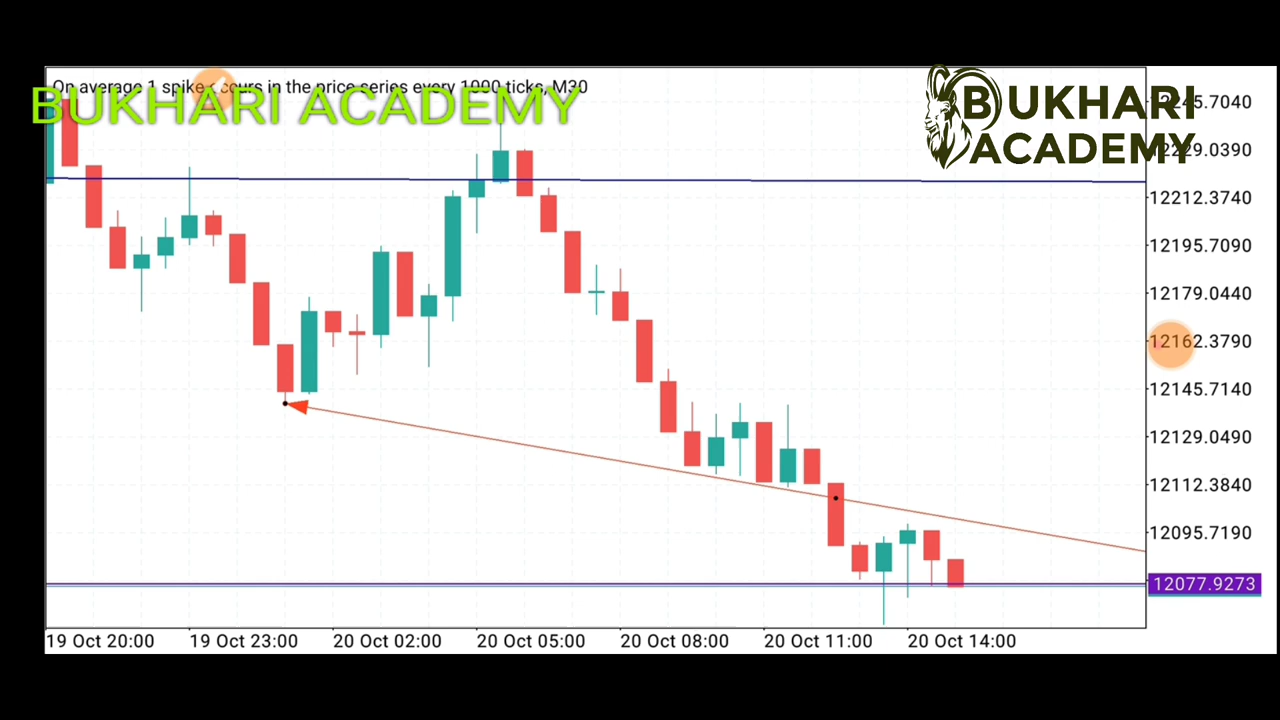 On average 1 spike occurs in the price series every 1000 ticks, M30
BUKHARI ACADEMY
BUKHARI
ACADEMY
12245.7040
12229.0390
12212.3740
12195.7090
12179.0440
12162.3790
12145.7140
12129.0490
12112.3840
12095.7190
12077.9273
19 Oct 20:00
19 Oct 23:00
20 Oct 02:00
20 Oct 05:00
20 Oct 08:00
20 Oct 11:00
20 Oct 14:00